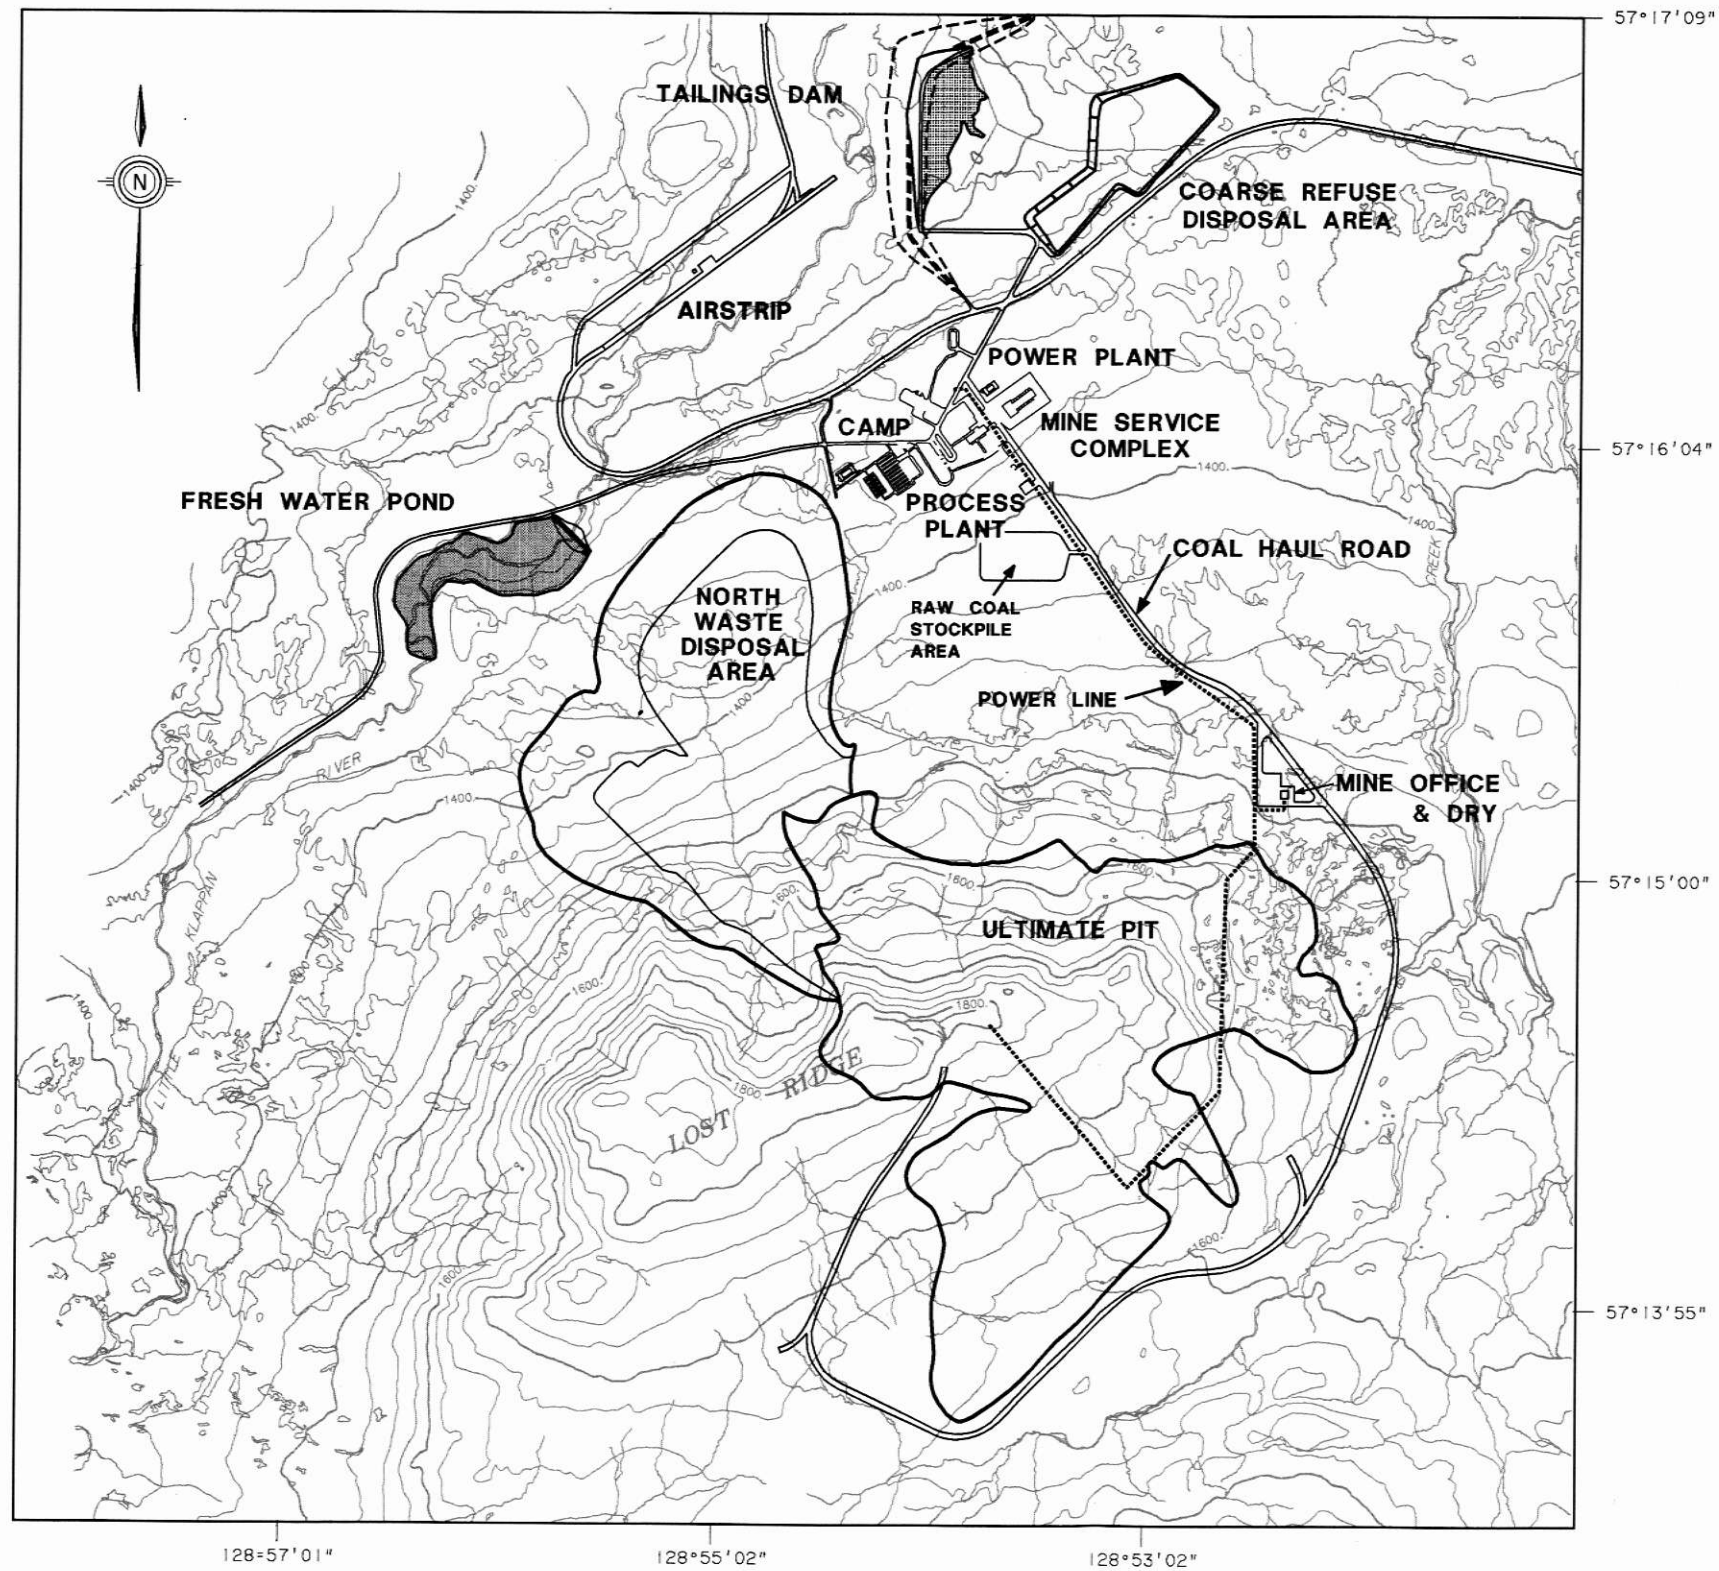 57°17'09"
TAILINGS DAM
N
1400.
COARSE REFUSE
DISPOSAL AREA
AIRSTRIP
POWER PLANT
1400.
CAMP
MINE SERVICE
COMPLEX
57°16'04"
1400.
FRESH WATER POND
PROCESS
PLANT
1400.
COAL HAUL ROAD
CREEK
1400.
NORTH
WASTE
DISPOSAL
AREA
RAW COAL
STOCKPILE
AREA
FOX
POWER LINE
1400.
RIVER
1400.
1400.
MINE OFFICE
& DRY
1600.
1600.
1600.
57°15'00"
KLAPPAN
ULTIMATE PIT
1600.
1600.
1800.
1400.
LITTLE
LOST RIDGE
1800.
1400.
1600.
1600.
57°13'55"
128=57'01"
128°55'02"
128°53'02"